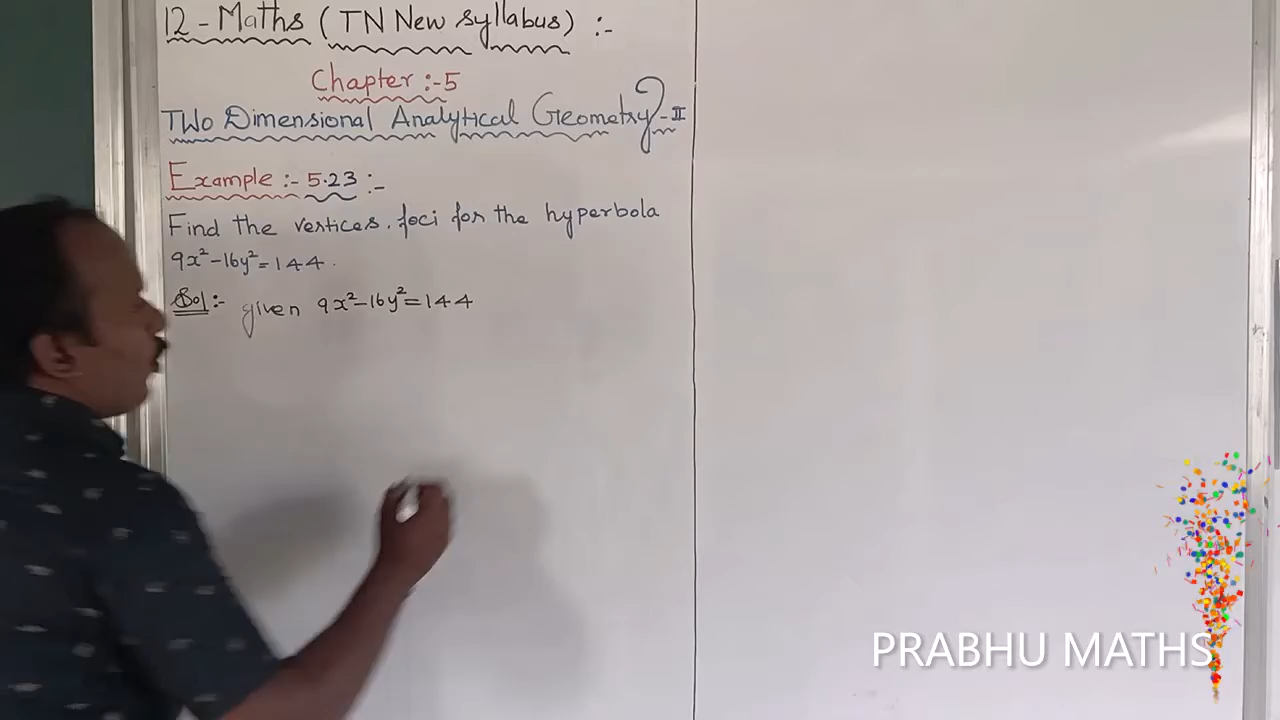 12 - Maths (TN New Syllabus) :-
Chapter :- 5
Two Dimensional Analytical Geometry - II
Example :- 5.23 :-
Find the vertices, foci for the hyperbola
9x²-16y²=144.
Sol :- given 9x²-16y²=144
PRABHU MATHS